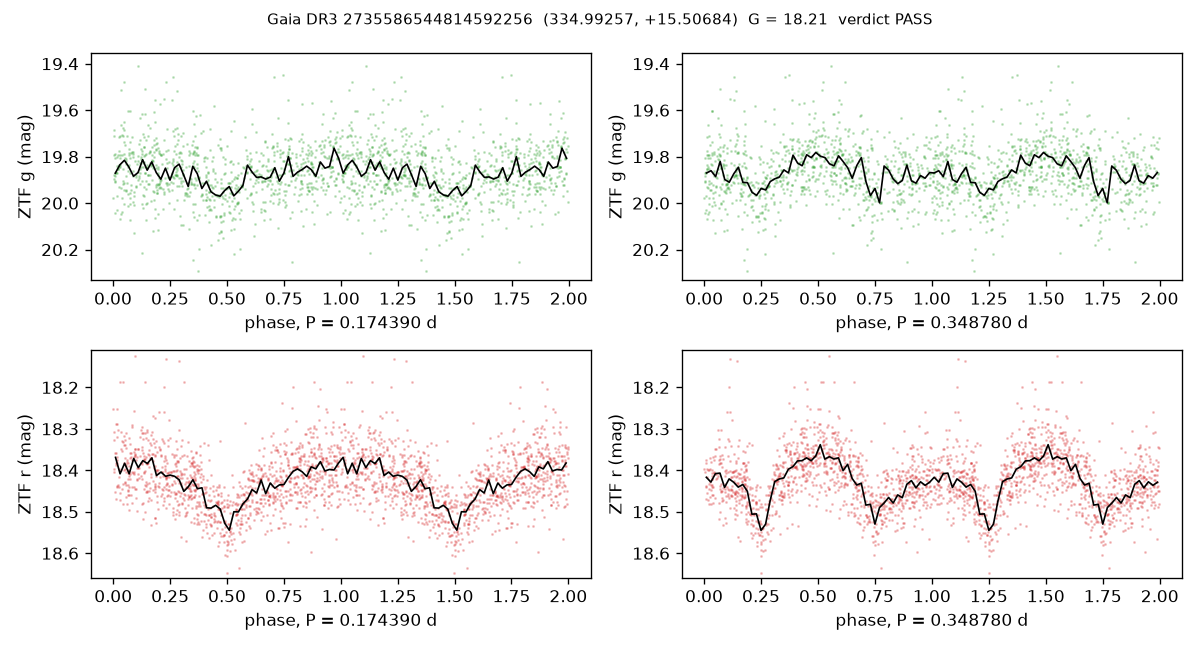 Gaia DR3 2735586544814592256 (334.99257, +15.50684) G = 18.21 verdict PASS
ZTF g (mag)
19.4
19.6
19.8
20.0
20.2
0.00 0.25 0.50 0.75 1.00 1.25 1.50 1.75 2.00
phase, P = 0.174390 d
ZTF g (mag)
19.4
19.6
19.8
20.0
20.2
0.00 0.25 0.50 0.75 1.00 1.25 1.50 1.75 2.00
phase, P = 0.348780 d
ZTF r (mag)
18.2
18.3
18.4
18.5
18.6
0.00 0.25 0.50 0.75 1.00 1.25 1.50 1.75 2.00
phase, P = 0.174390 d
ZTF r (mag)
18.2
18.3
18.4
18.5
18.6
0.00 0.25 0.50 0.75 1.00 1.25 1.50 1.75 2.00
phase, P = 0.348780 d